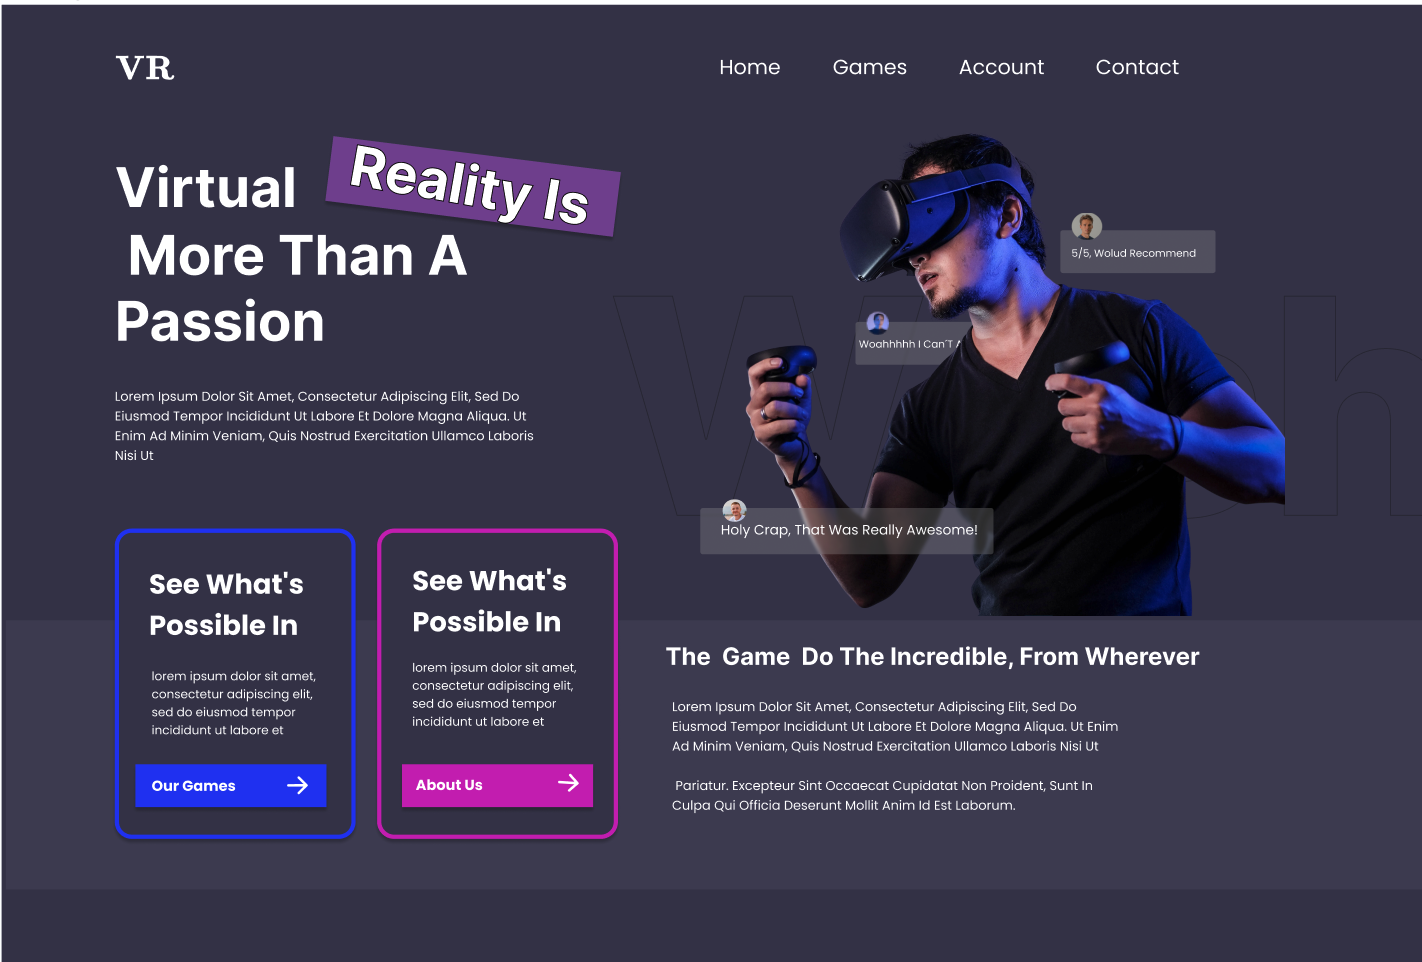 VR
Home
Games
Account
Contact
Virtual
Reality Is
More Than A
Passion
Lorem Ipsum Dolor Sit Amet, Consectetur Adipiscing Elit, Sed Do
Eiusmod Tempor Incididunt Ut Labore Et Dolore Magna Aliqua. Ut
Enim Ad Minim Veniam, Quis Nostrud Exercitation Ullamco Laboris
Nisi Ut
5/5, Wolud Recommend
Woahhhhh I Can'T
Holy Crap, That Was Really Awesome!
See What's
Possible In
lorem ipsum dolor sit amet,
consectetur adipiscing elit,
sed do eiusmod tempor
incididunt ut labore et
Our Games
See What's
Possible In
lorem ipsum dolor sit amet,
consectetur adipiscing elit,
sed do eiusmod tempor
incididunt ut labore et
About Us
The Game Do The Incredible, From Wherever
Lorem Ipsum Dolor Sit Amet, Consectetur Adipiscing Elit, Sed Do
Eiusmod Tempor Incididunt Ut Labore Et Dolore Magna Aliqua. Ut Enim
Ad Minim Veniam, Quis Nostrud Exercitation Ullamco Laboris Nisi Ut
Pariatur. Excepteur Sint Occaecat Cupidatat Non Proident, Sunt In
Culpa Qui Officia Deserunt Mollit Anim Id Est Laborum.